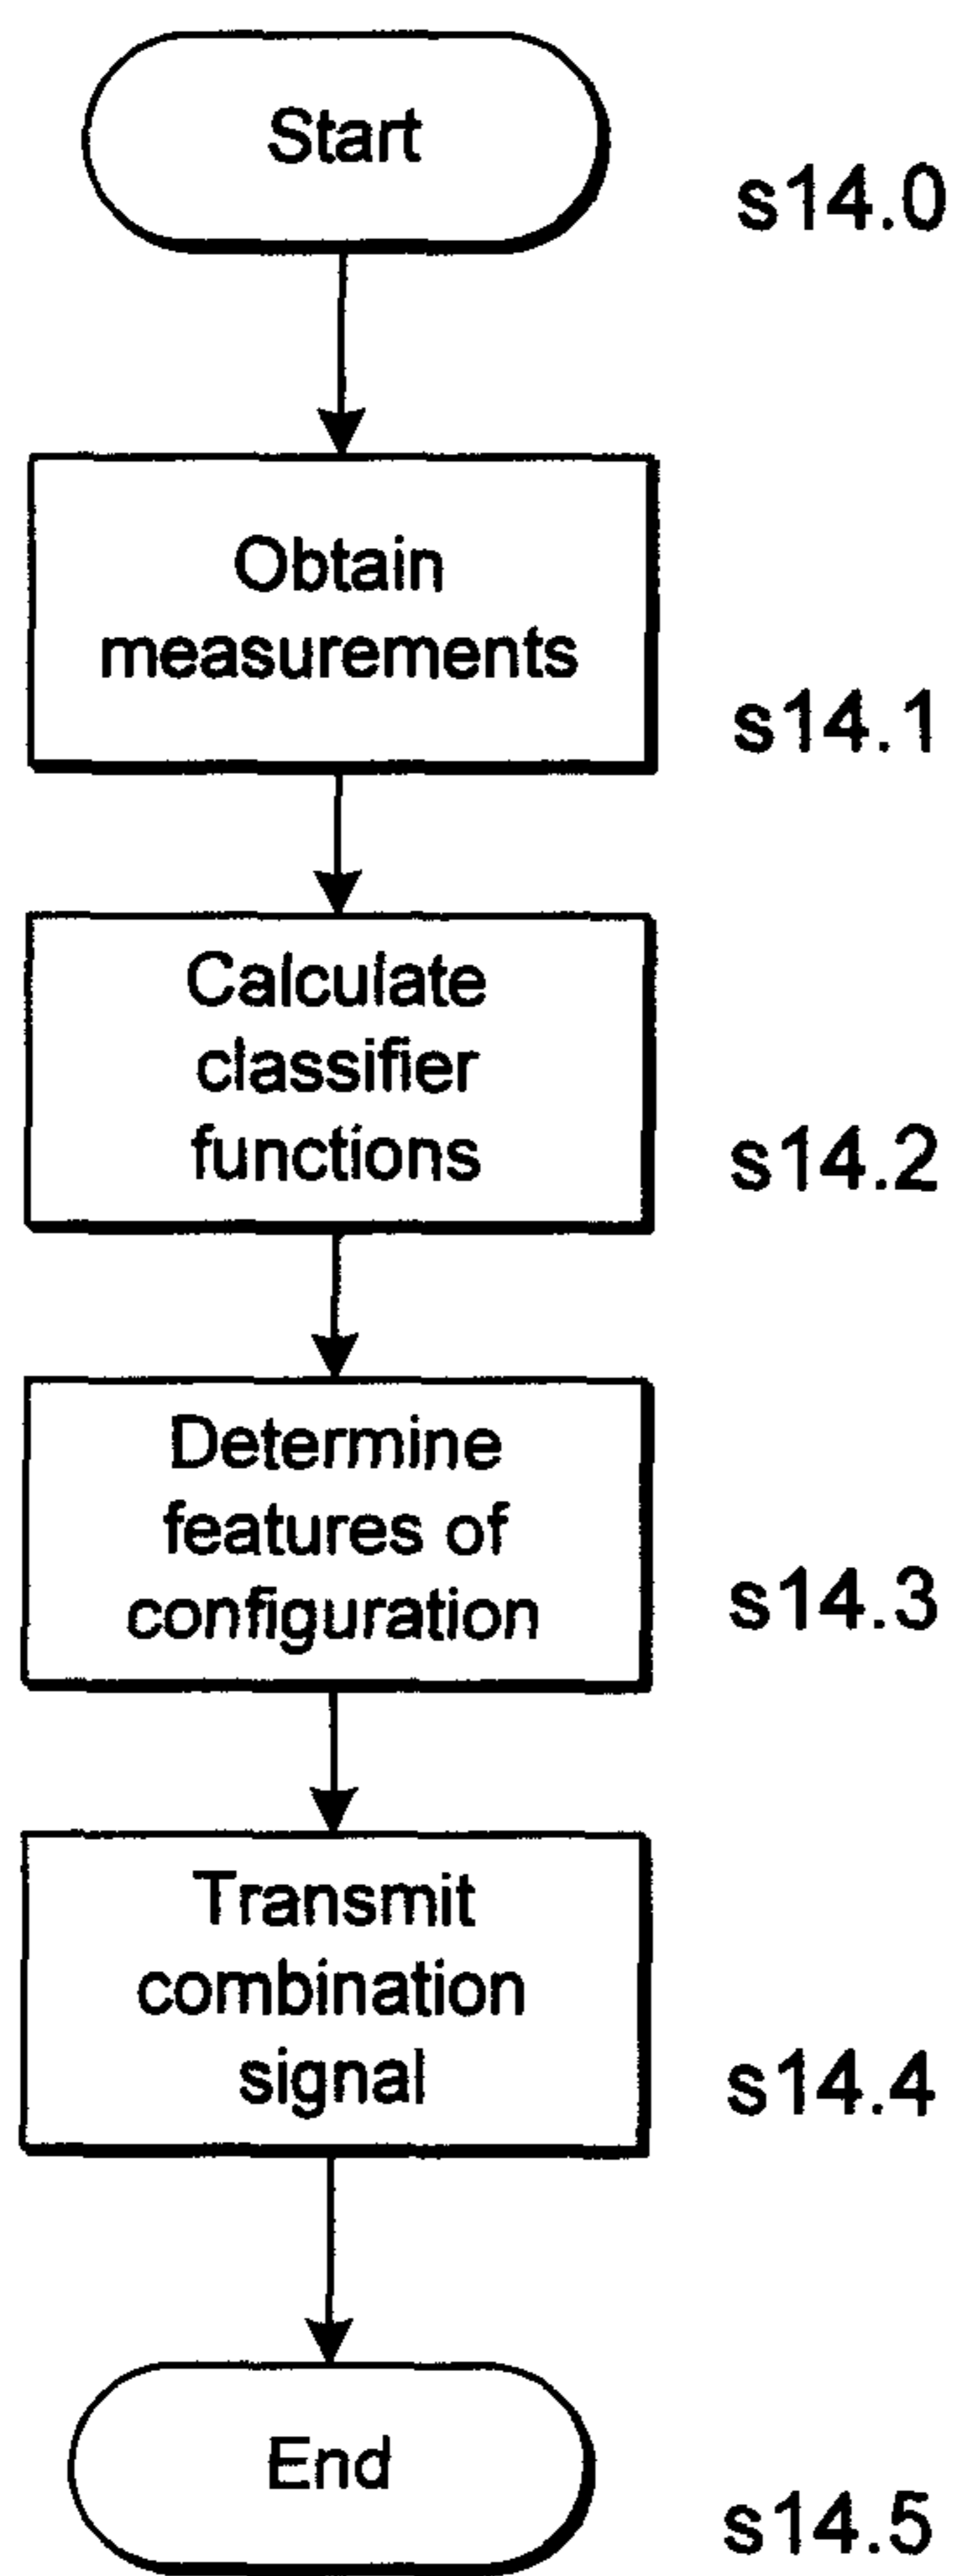 Start
s14.0
Obtain
measurements
s14.1
Calculate
classifier
functions
s14.2
Determine
features of
configuration
s14.3
Transmit
combination
signal
s14.4
End
s14.5